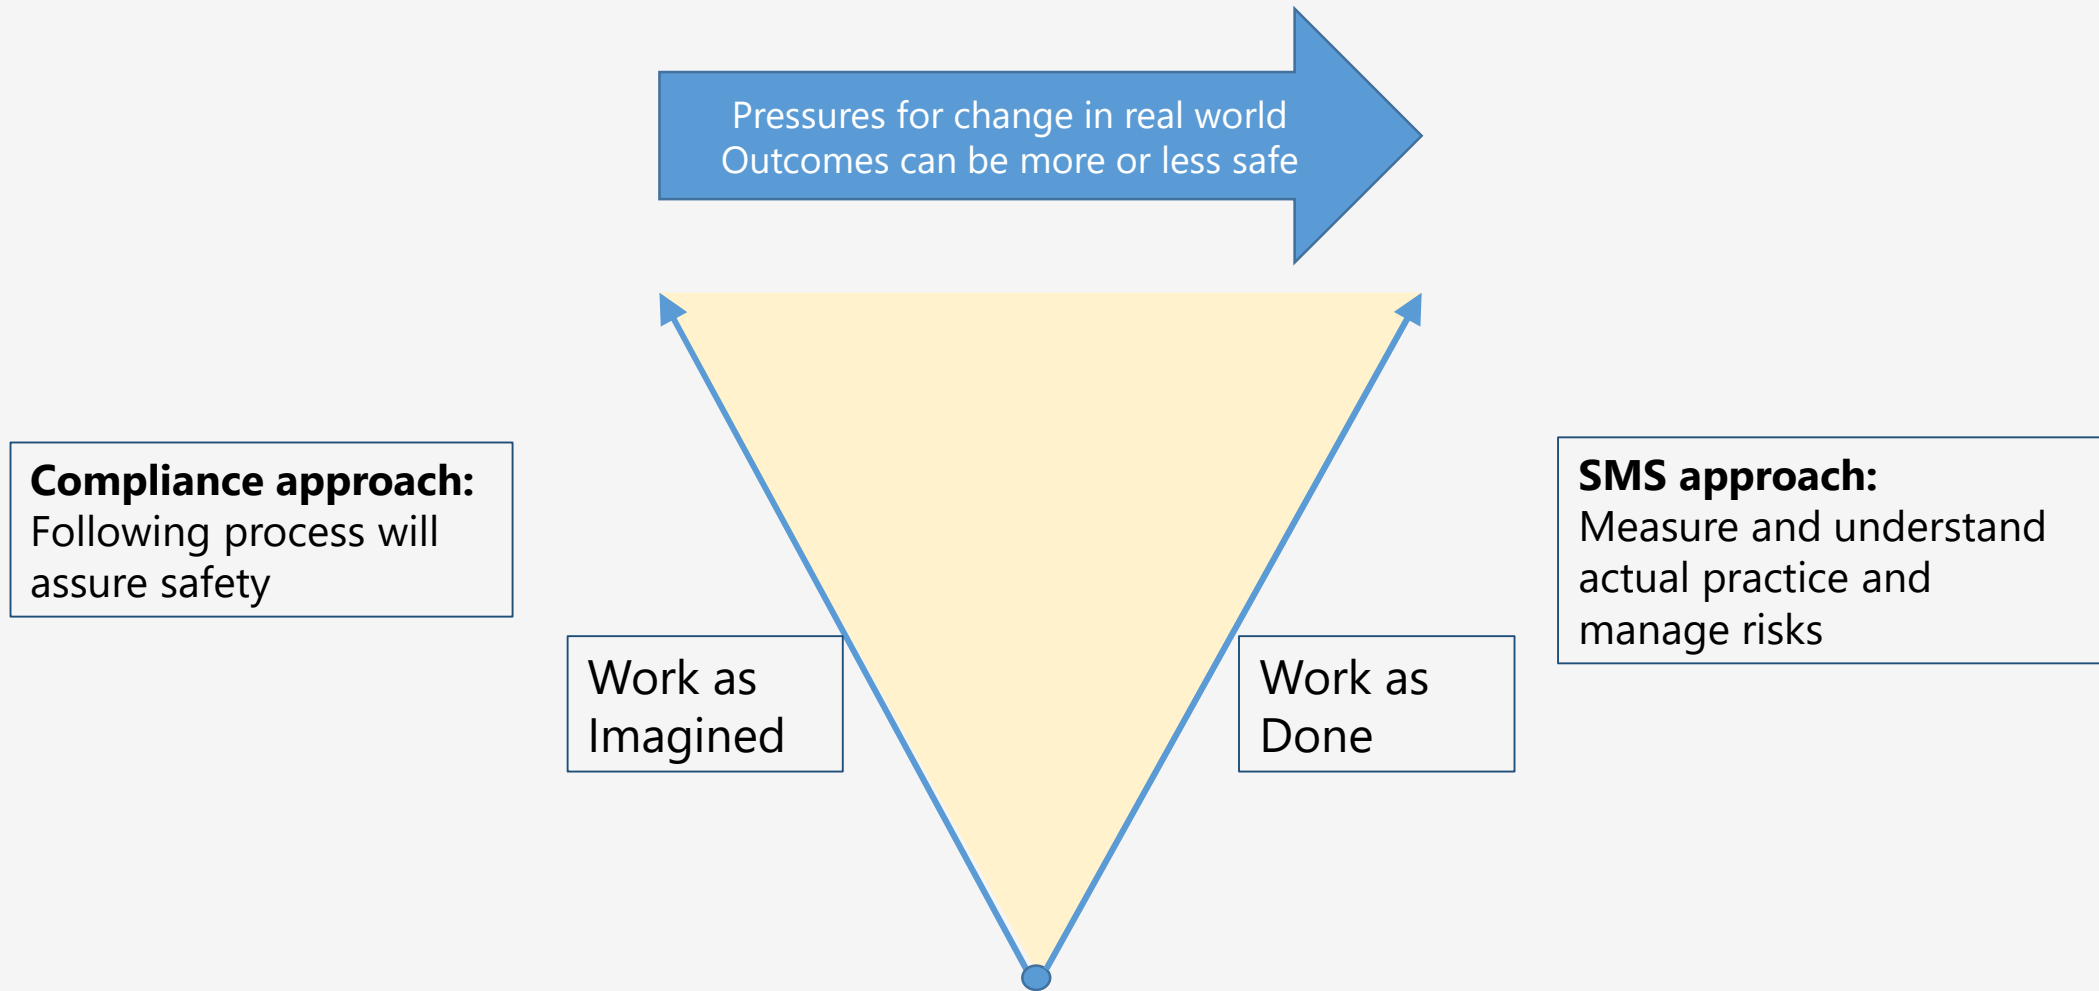 Pressures for change in real world
Outcomes can be more or less safe
Compliance approach:
Following process will
assure safety
Work as
Imagined
Work as
Done
SMS approach:
Measure and understand
actual practice and
manage risks